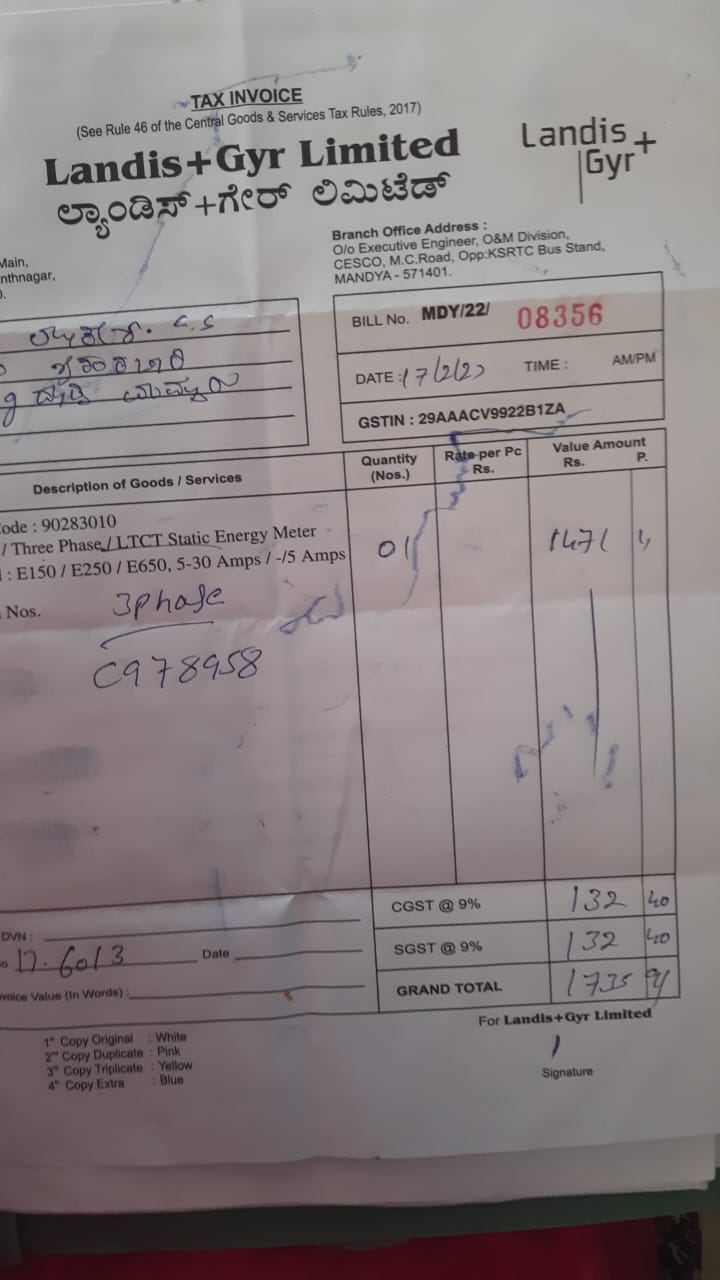 TAX INVOICE
(See Rule 46 of the Central Goods & Services Tax Rules, 2017)
Landis+Gyr Limited
ಲ್ಯಾಂಡಿಸ್+ಗೇರ್ ಲಿಮಿಟೆಡ್
Landis+
Gyr
Main,
nthnagar,
Branch Office Address :
O/o Executive Engineer, O&M Division,
CESCO, M.C.Road, Opp:KSRTC Bus Stand,
MANDYA - 571401.
BILL No. MDY/22/ 08356
DATE : 17/2/23 TIME : AM/PM
GSTIN : 29AAACV9922B1ZA
Description of Goods / Services
Quantity (Nos.)
Rate per Pc Rs.
Value Amount Rs. P.
ode : 90283010
/ Three Phase / LTCT Static Energy Meter
: E150 / E250 / E650, 5-30 Amps / -/5 Amps
01 1471
Nos. 3phase
C978958
CGST @ 9% 132 40
SGST @ 9% 132 40
GRAND TOTAL 1735
DVN :
o. 17.6013 Date
voice Value (In Words) :
For Landis+Gyr Limited
Signature
1st Copy Original : White
2nd Copy Duplicate : Pink
3rd Copy Triplicate : Yellow
4th Copy Extra : Blue